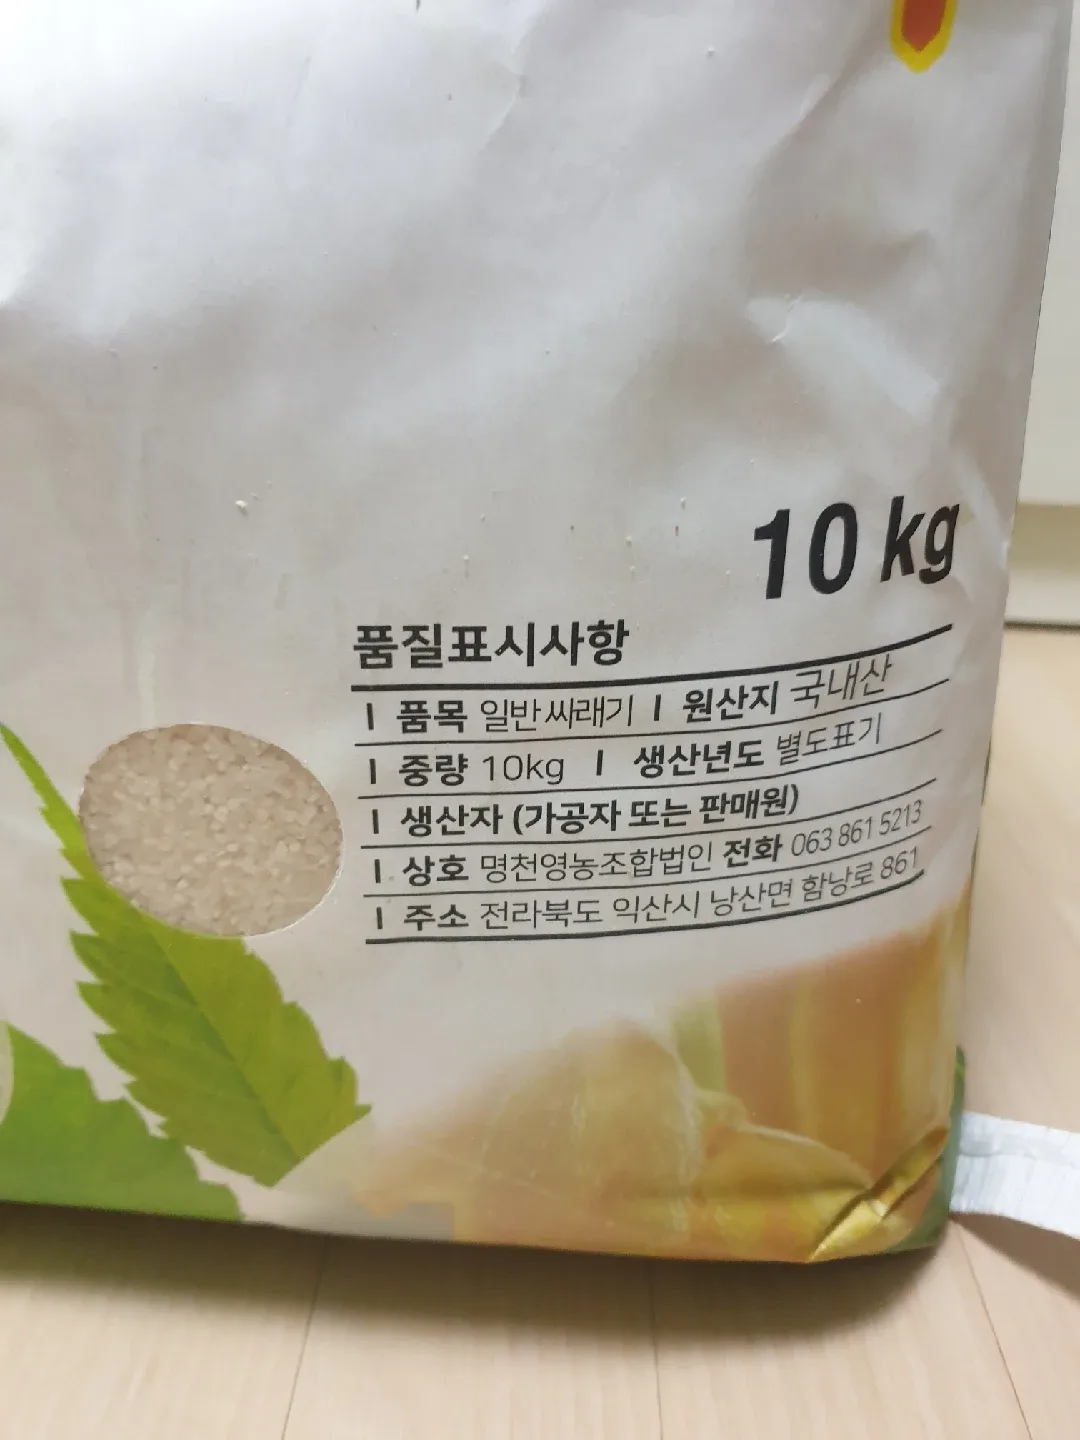 10 kg
품질표시사항
I 품목 일반 싸래기 I 원산지 국내산
I 중량 10kg I 생산년도 별도표기
I 생산자 (가공자 또는 판매원)
I 상호 명천영농조합법인 전화 063 861 5213
I 주소 전라북도 익산시 낭산면 함낭로 861